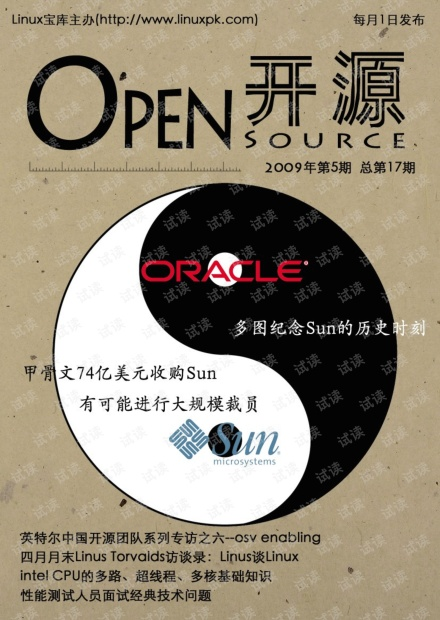 Linux宝库主办(http://www.linuxpk.com)
每月1日发布
OPEN 开源
SOURCE
2009年第5期 总第17期
ORACLE
多图纪念Sun的历史时刻
甲骨文74亿美元收购Sun
有可能进行大规模裁员
Sun
microsystems
英特尔中国开源团队系列专访之六--osv enabling
四月月末Linus Torvalds访谈录：Linus谈Linux
intel CPU的多路、超线程、多核基础知识
性能测试人员面试经典技术问题
试读